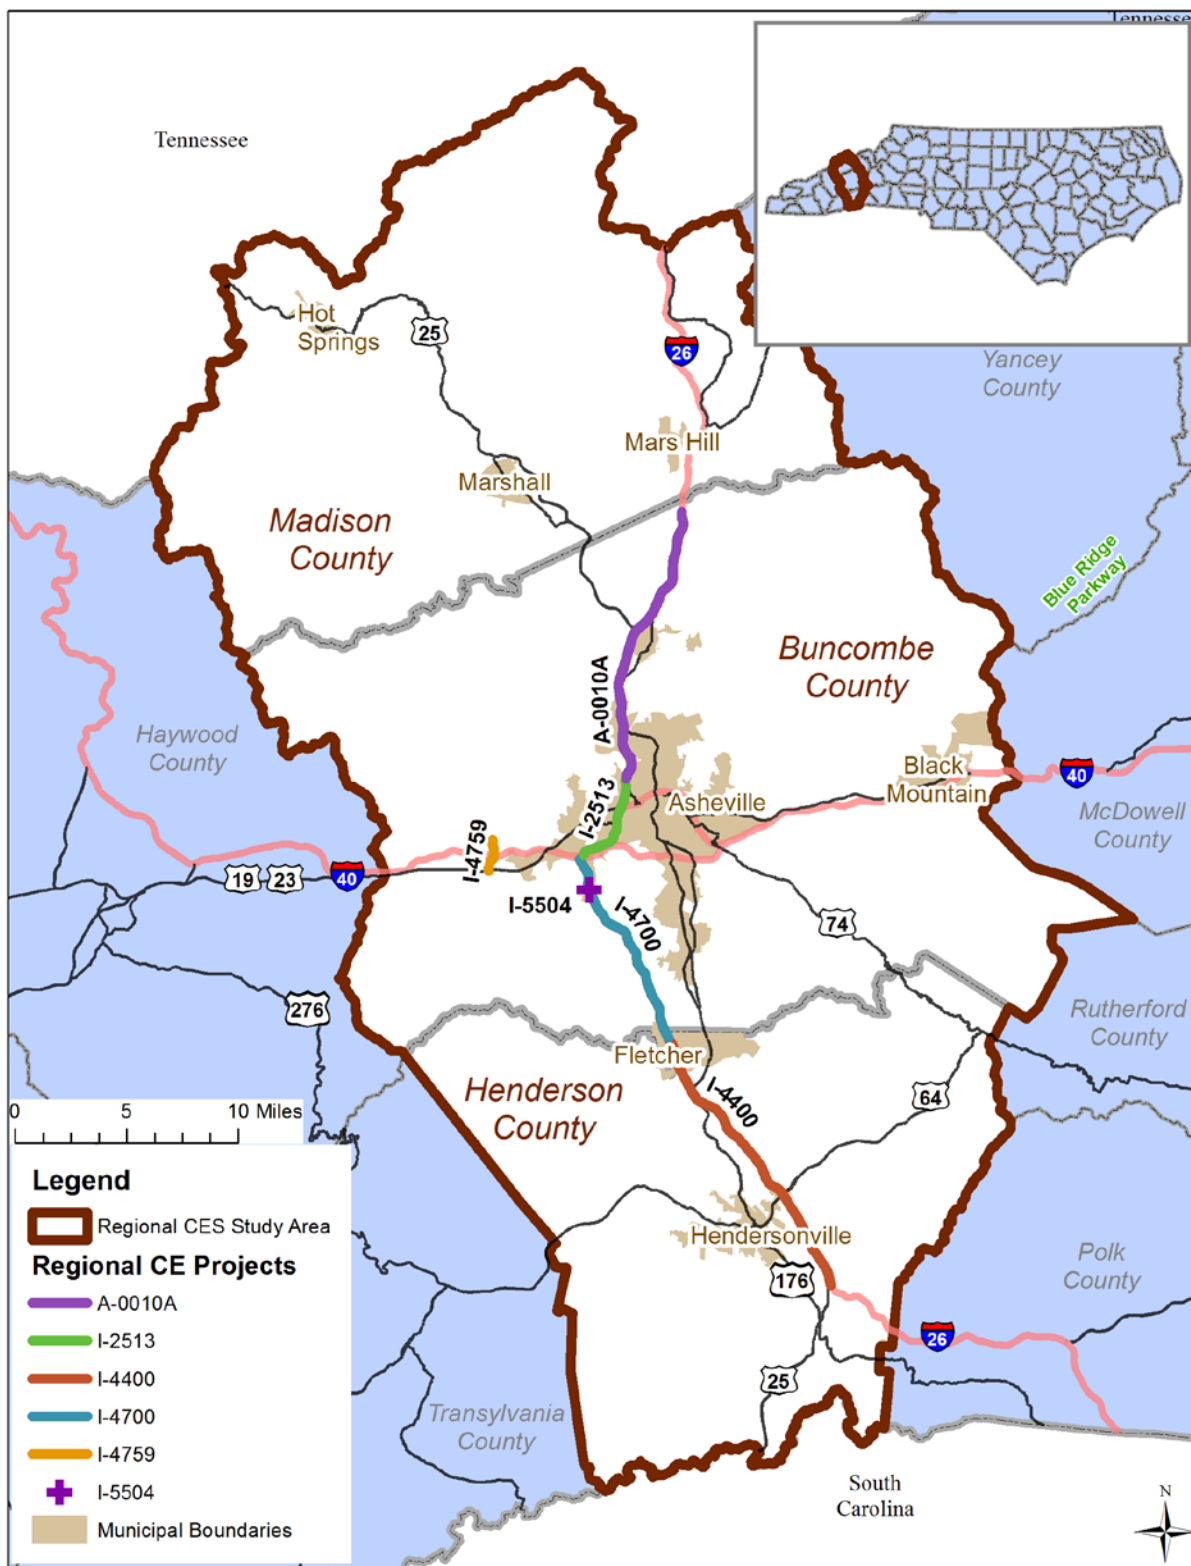 Tennessee
Tennessee
Hot
Springs
25
26
Yancey
County
Mars Hill
Marshall
Madison
County
Blue Ridge
Parkway
Buncombe
County
A-0010A
Haywood
County
Black
Mountain
40
I-2513
Asheville
McDowell
County
I-4759
19
23
40
I-5504
I-4700
74
276
Rutherford
County
Fletcher
Henderson
County
I-4400
64
0
5
10 Miles
Legend
Regional CES Study Area
Regional CE Projects
A-0010A
I-2513
I-4400
I-4700
I-4759
I-5504
Municipal Boundaries
Hendersonville
176
Polk
County
26
25
Transylvania
County
South
Carolina
N